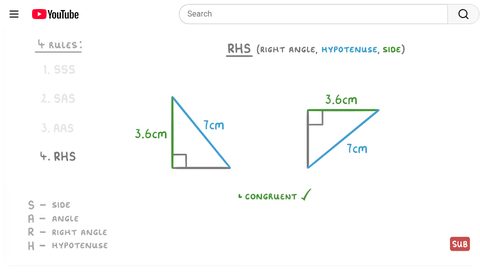 YouTube
Search
4 RULES:
RHS (RIGHT ANGLE, HYPOTENUSE, SIDE)
1. SSS
2. SAS
3. AAS
4. RHS
3.6cm
7cm
3.6cm
7cm
↳ CONGRUENT ✓
S – SIDE
A – ANGLE
R – RIGHT ANGLE
H – HYPOTENUSE
SUB